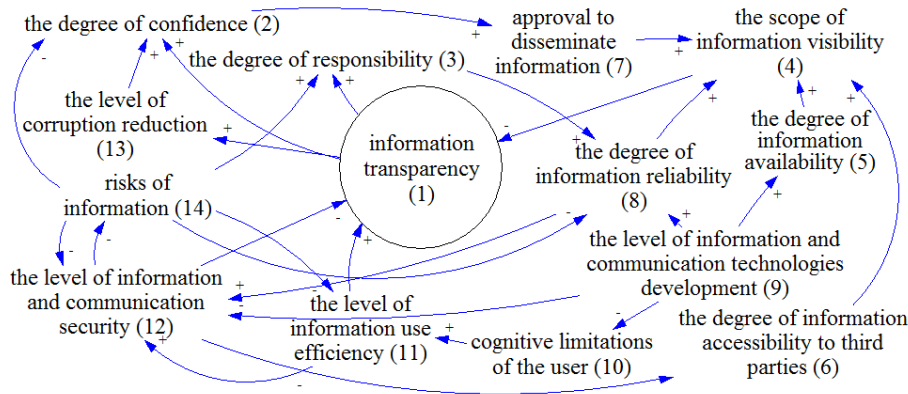 the degree of confidence (2)
approval to
disseminate
information (7)
the scope of
information visibility
(4)
the degree of responsibility (3)
the level of
corruption reduction
(13)
information
transparency
(1)
the degree of
information
availability (5)
the degree of
information reliability
(8)
risks of
information (14)
the level of information and
communication technologies
development (9)
the level of information
and communication
security (12)
the level of
information use
efficiency (11)
cognitive limitations
of the user (10)
the degree of information
accessibility to third
parties (6)